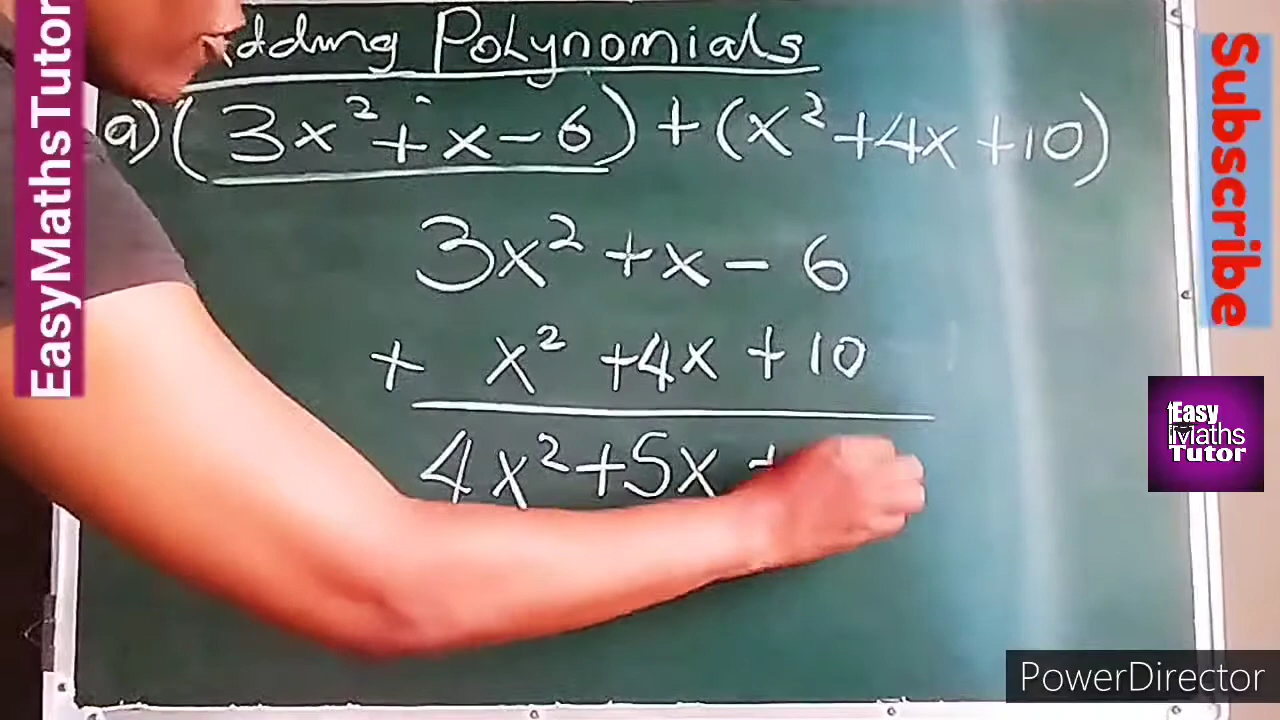 Adding Polynomials
a) (3x² + x - 6) + (x² + 4x + 10)
3x² + x - 6
+ x² + 4x + 10
4x² + 5x +
EasyMathsTutor
Subscribe
Easy
Maths
Tutor
PowerDirector